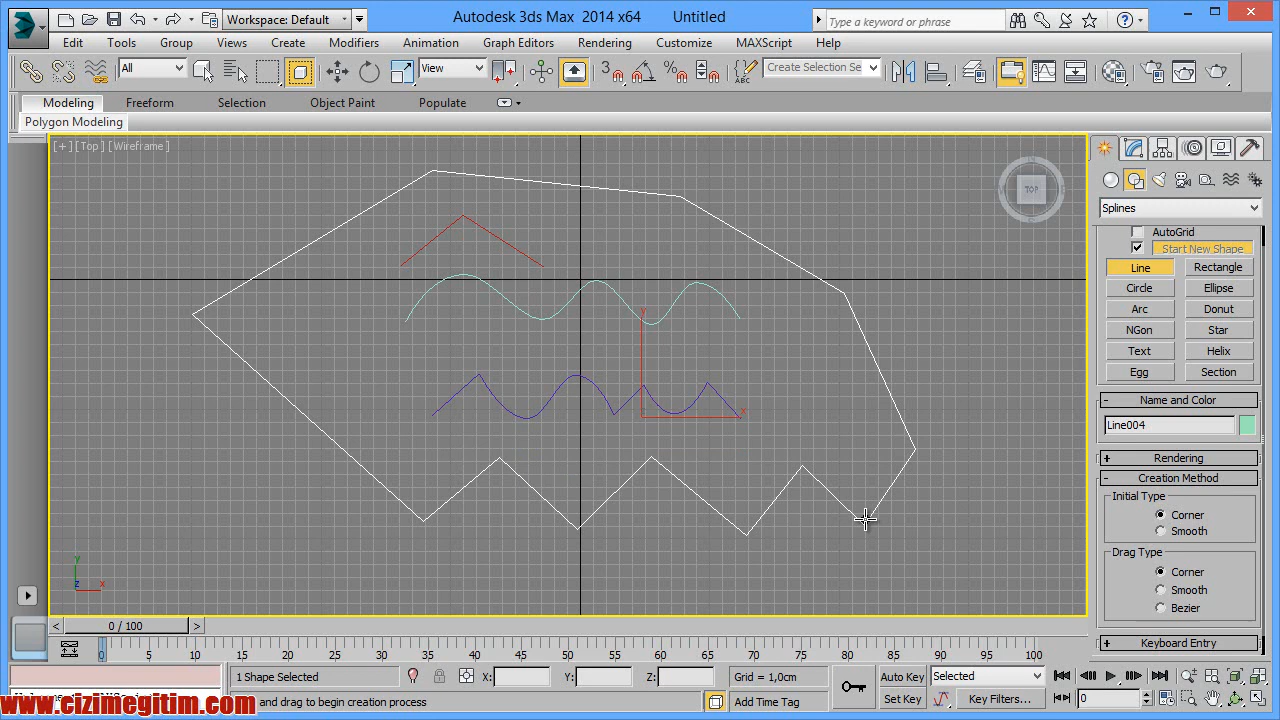 Workspace: Default
Autodesk 3ds Max 2014 x64 Untitled
Type a keyword or phrase
Edit Tools Group Views Create Modifiers Animation Graph Editors Rendering Customize MAXScript Help
All
View
Create Selection Se
Modeling Freeform Selection Object Paint Populate
Polygon Modeling
[+] [Top] [Wireframe]
TOP
y
x
y
z x
Splines
AutoGrid
Start New Shape
Line Rectangle
Circle Ellipse
Arc Donut
NGon Star
Text Helix
Egg Section
- Name and Color
Line004
+ Rendering
- Creation Method
Initial Type
Corner
Smooth
Drag Type
Corner
Smooth
Bezier
+ Keyboard Entry
< 0 / 100 >
0 5 10 15 20 25 30 35 40 45 50 55 60 65 70 75 80 85 90 95 100
1 Shape Selected
X: Y: Z:
Grid = 1,0cm
Auto Key
Selected
and drag to begin creation process
Add Time Tag
Set Key
Key Filters...
0
www.cizimegitim.com